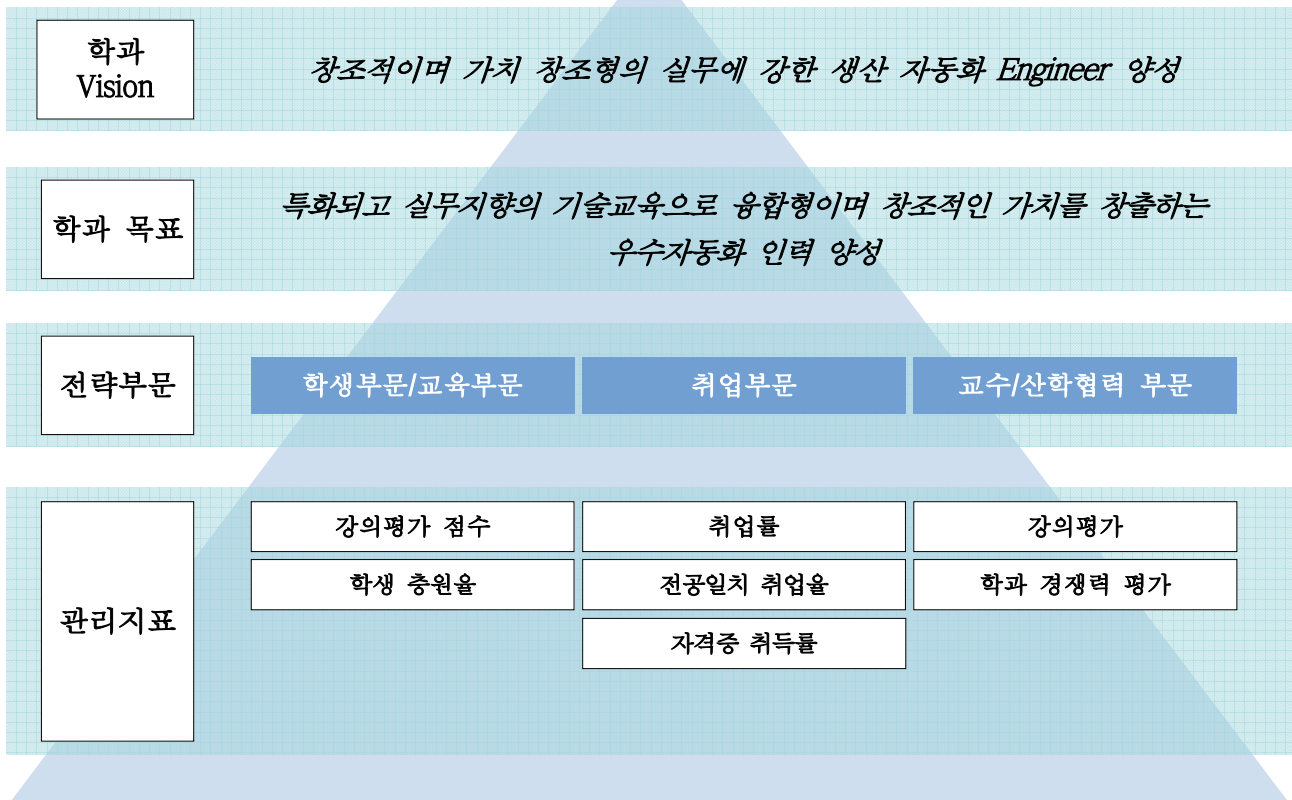 학과
Vision
창조적이며 가치 창조형의 실무에 강한 생산 자동화 Engineer 양성
학과 목표
특화되고 실무지향의 기술교육으로 융합형이며 창조적인 가치를 창출하는
우수자동화 인력 양성
전략부문
학생부문/교육부문
취업부문
교수/산학협력 부문
관리지표
강의평가 점수
취업률
강의평가
학생 충원율
전공일치 취업율
학과 경쟁력 평가
자격증 취득률